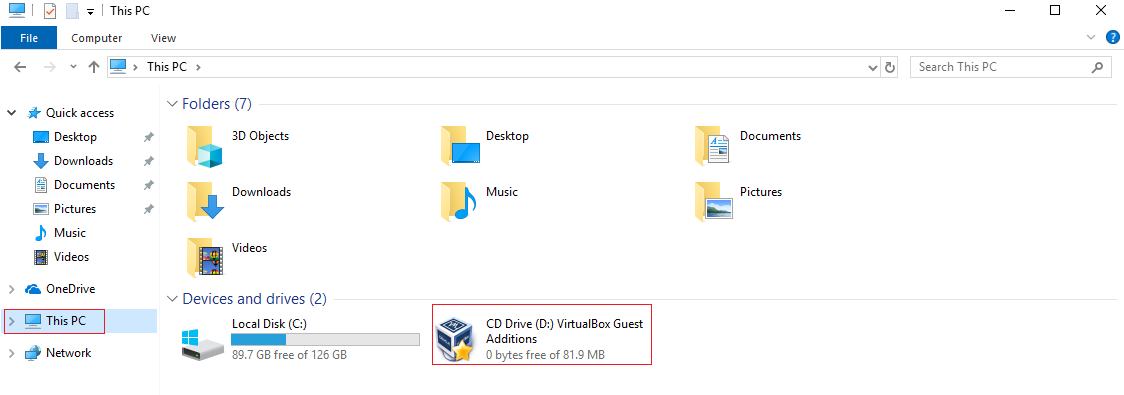 This PC
File Computer View
This PC
Search This PC
Quick access
Desktop
Downloads
Documents
Pictures
Music
Videos
OneDrive
This PC
Network
Folders (7)
3D Objects
Desktop
Documents
Downloads
Music
Pictures
Videos
Devices and drives (2)
Local Disk (C:)
89.7 GB free of 126 GB
CD Drive (D:) VirtualBox Guest
Additions
0 bytes free of 81.9 MB